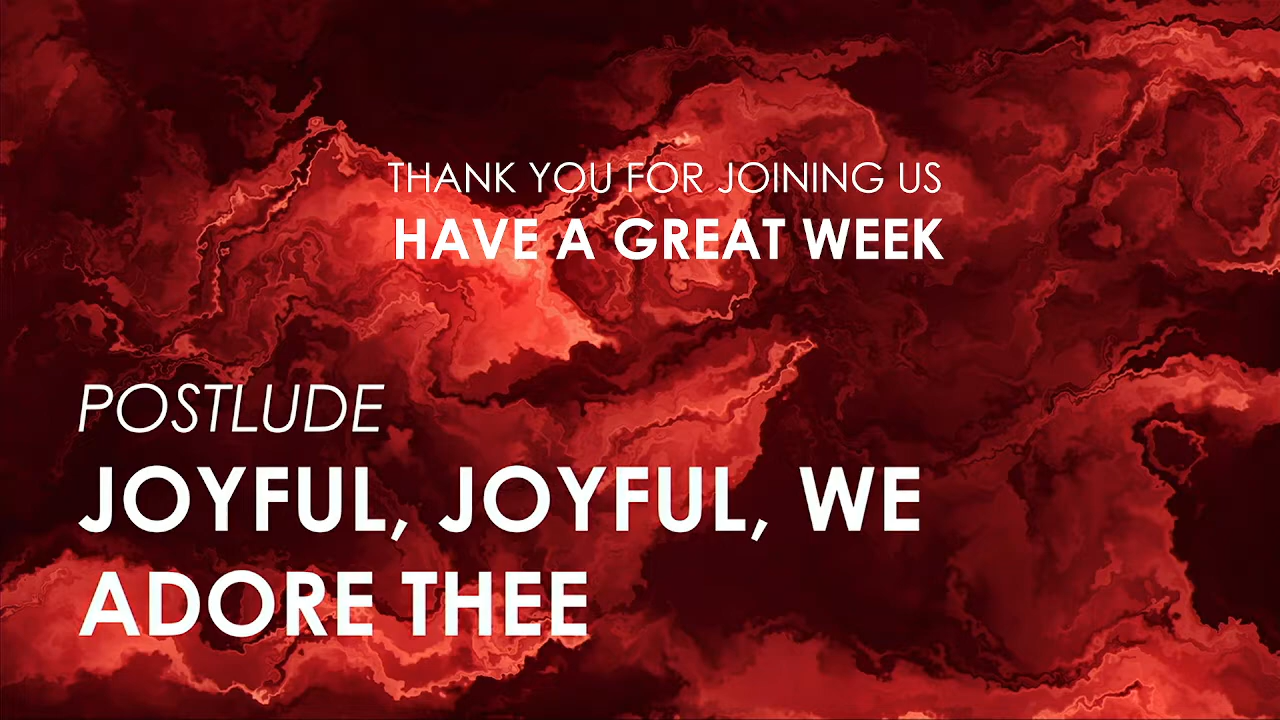 THANK YOU FOR JOINING US
HAVE A GREAT WEEK
POSTLUDE
JOYFUL, JOYFUL, WE
ADORE THEE